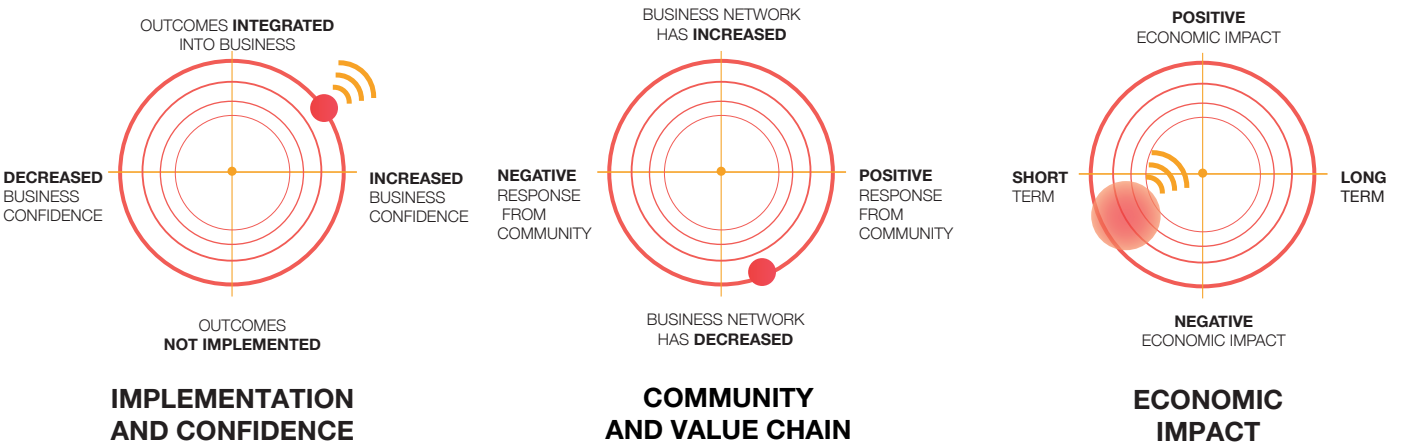 OUTCOMES INTEGRATED
INTO BUSINESS
DECREASED
BUSINESS
CONFIDENCE
INCREASED
BUSINESS
CONFIDENCE
OUTCOMES
NOT IMPLEMENTED
IMPLEMENTATION
AND CONFIDENCE
BUSINESS NETWORK
HAS INCREASED
NEGATIVE
RESPONSE
FROM
COMMUNITY
POSITIVE
RESPONSE
FROM
COMMUNITY
BUSINESS NETWORK
HAS DECREASED
COMMUNITY
AND VALUE CHAIN
POSITIVE
ECONOMIC IMPACT
SHORT
TERM
LONG
TERM
NEGATIVE
ECONOMIC IMPACT
ECONOMIC
IMPACT